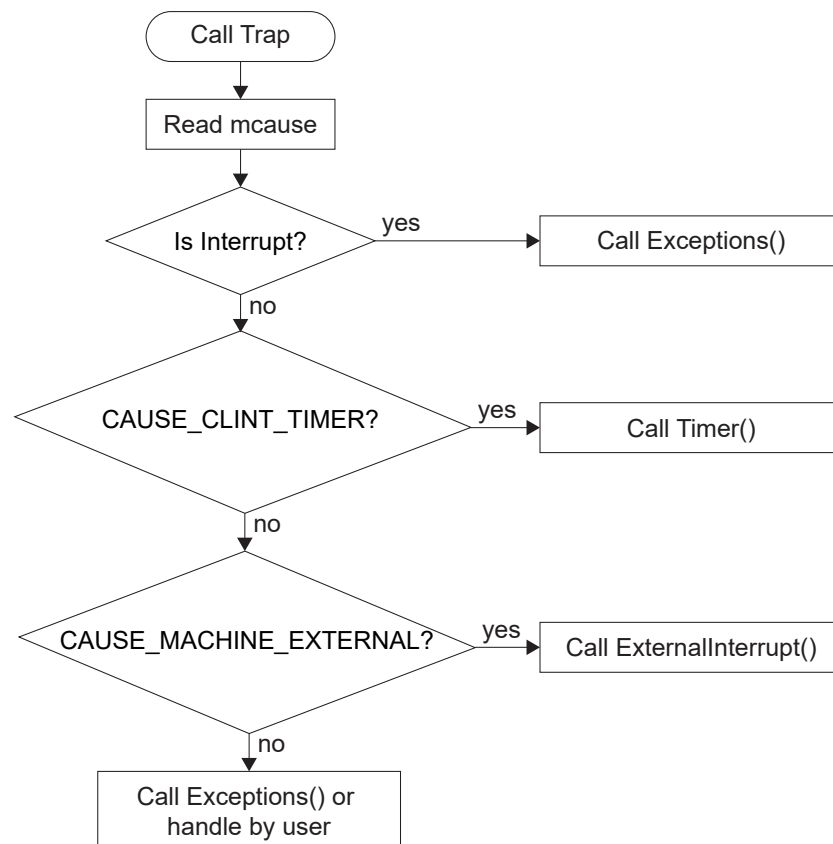 Call Trap
Read mcause
Is Interrupt?
yes
Call Exceptions()
no
CAUSE_CLINT_TIMER?
yes
Call Timer()
no
CAUSE_MACHINE_EXTERNAL?
yes
Call ExternalInterrupt()
no
Call Exceptions() or
handle by user